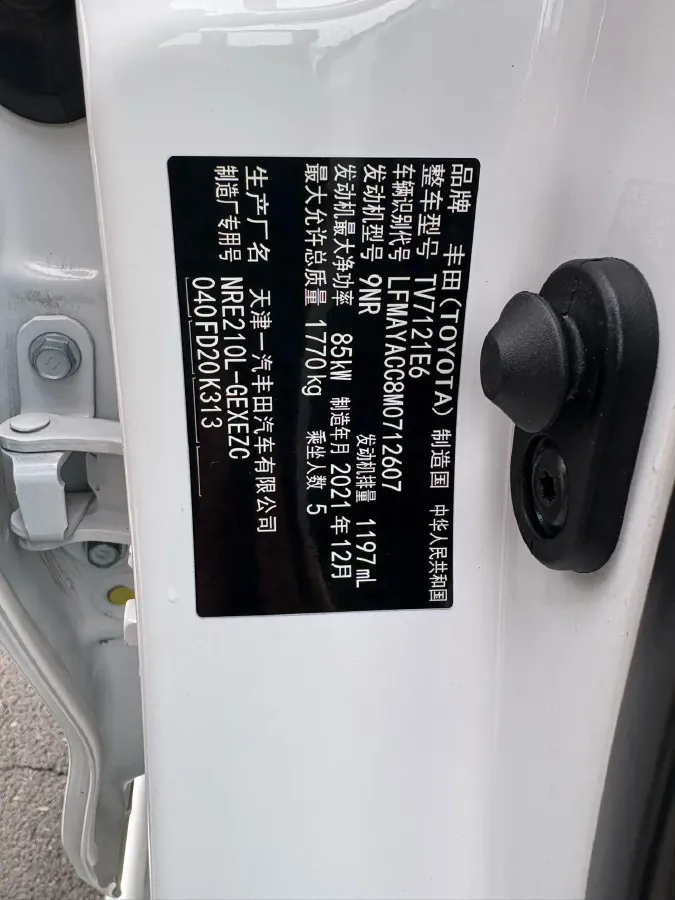 品牌 丰田(TOYOTA) 制造国 中华人民共和国
整车型号 TV7121E6
车辆识别代号 LFMAYACC8M0712607
发动机型号 9NR 发动机排量 1197mL
发动机最大净功率 85kW 制造年月 2021年12月
最大允许总质量 1770kg 乘坐人数 5
生产厂名 天津一汽丰田汽车有限公司
制造厂专用号 NRE210L-GEXEZC
040FD20K313